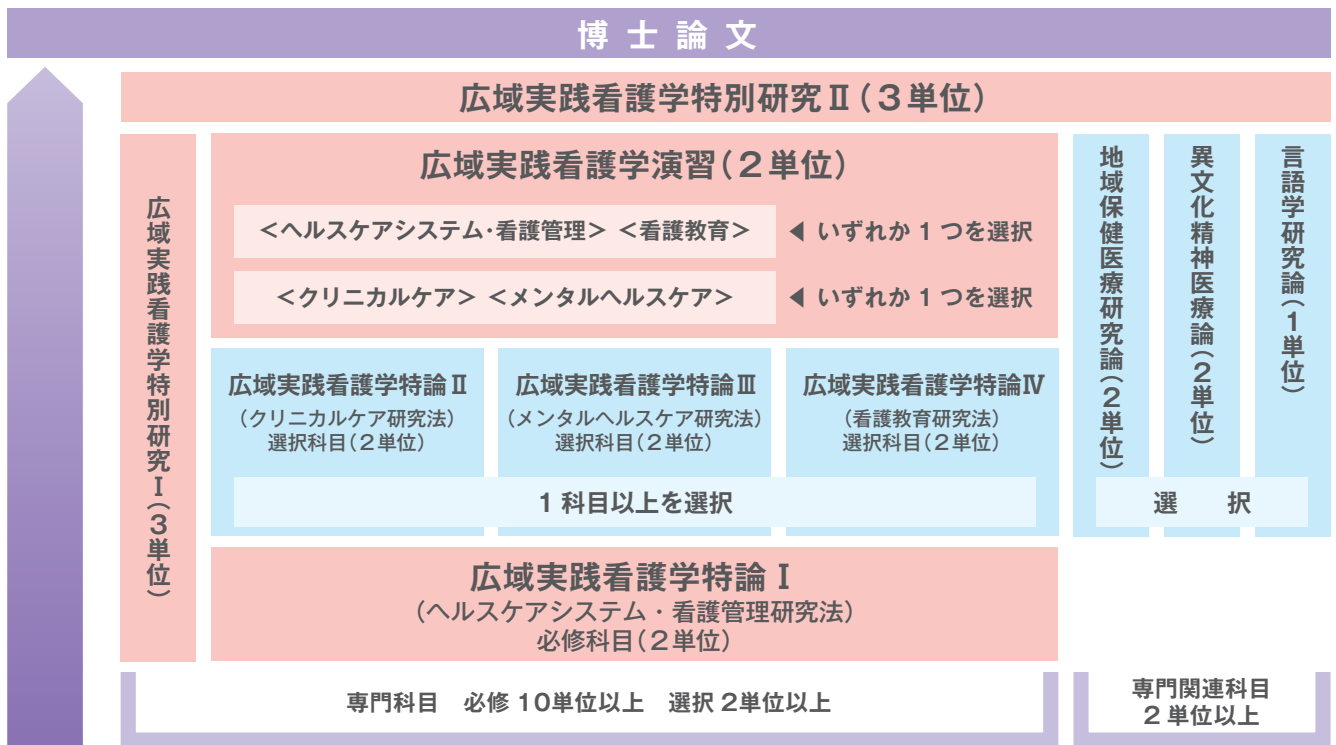 博士論文
広域実践看護学特別研究Ⅱ（3単位）
広域実践看護学特別研究Ⅰ（3単位）
広域実践看護学演習（2単位）
＜ヘルスケアシステム・看護管理＞ ＜看護教育＞ ◀ いずれか 1 つを選択
＜クリニカルケア＞ ＜メンタルヘルスケア＞ ◀ いずれか 1 つを選択
広域実践看護学特論Ⅱ
（クリニカルケア研究法）
選択科目（2単位）
広域実践看護学特論Ⅲ
（メンタルヘルスケア研究法）
選択科目（2単位）
広域実践看護学特論Ⅳ
（看護教育研究法）
選択科目（2単位）
1 科目以上を選択
広域実践看護学特論Ⅰ
（ヘルスケアシステム・看護管理研究法）
必修科目（2単位）
地域保健医療研究論（2単位）
異文化精神医療論（2単位）
言語学研究論（1単位）
選　択
専門科目　必修 10単位以上　選択 2単位以上
専門関連科目
2 単位以上